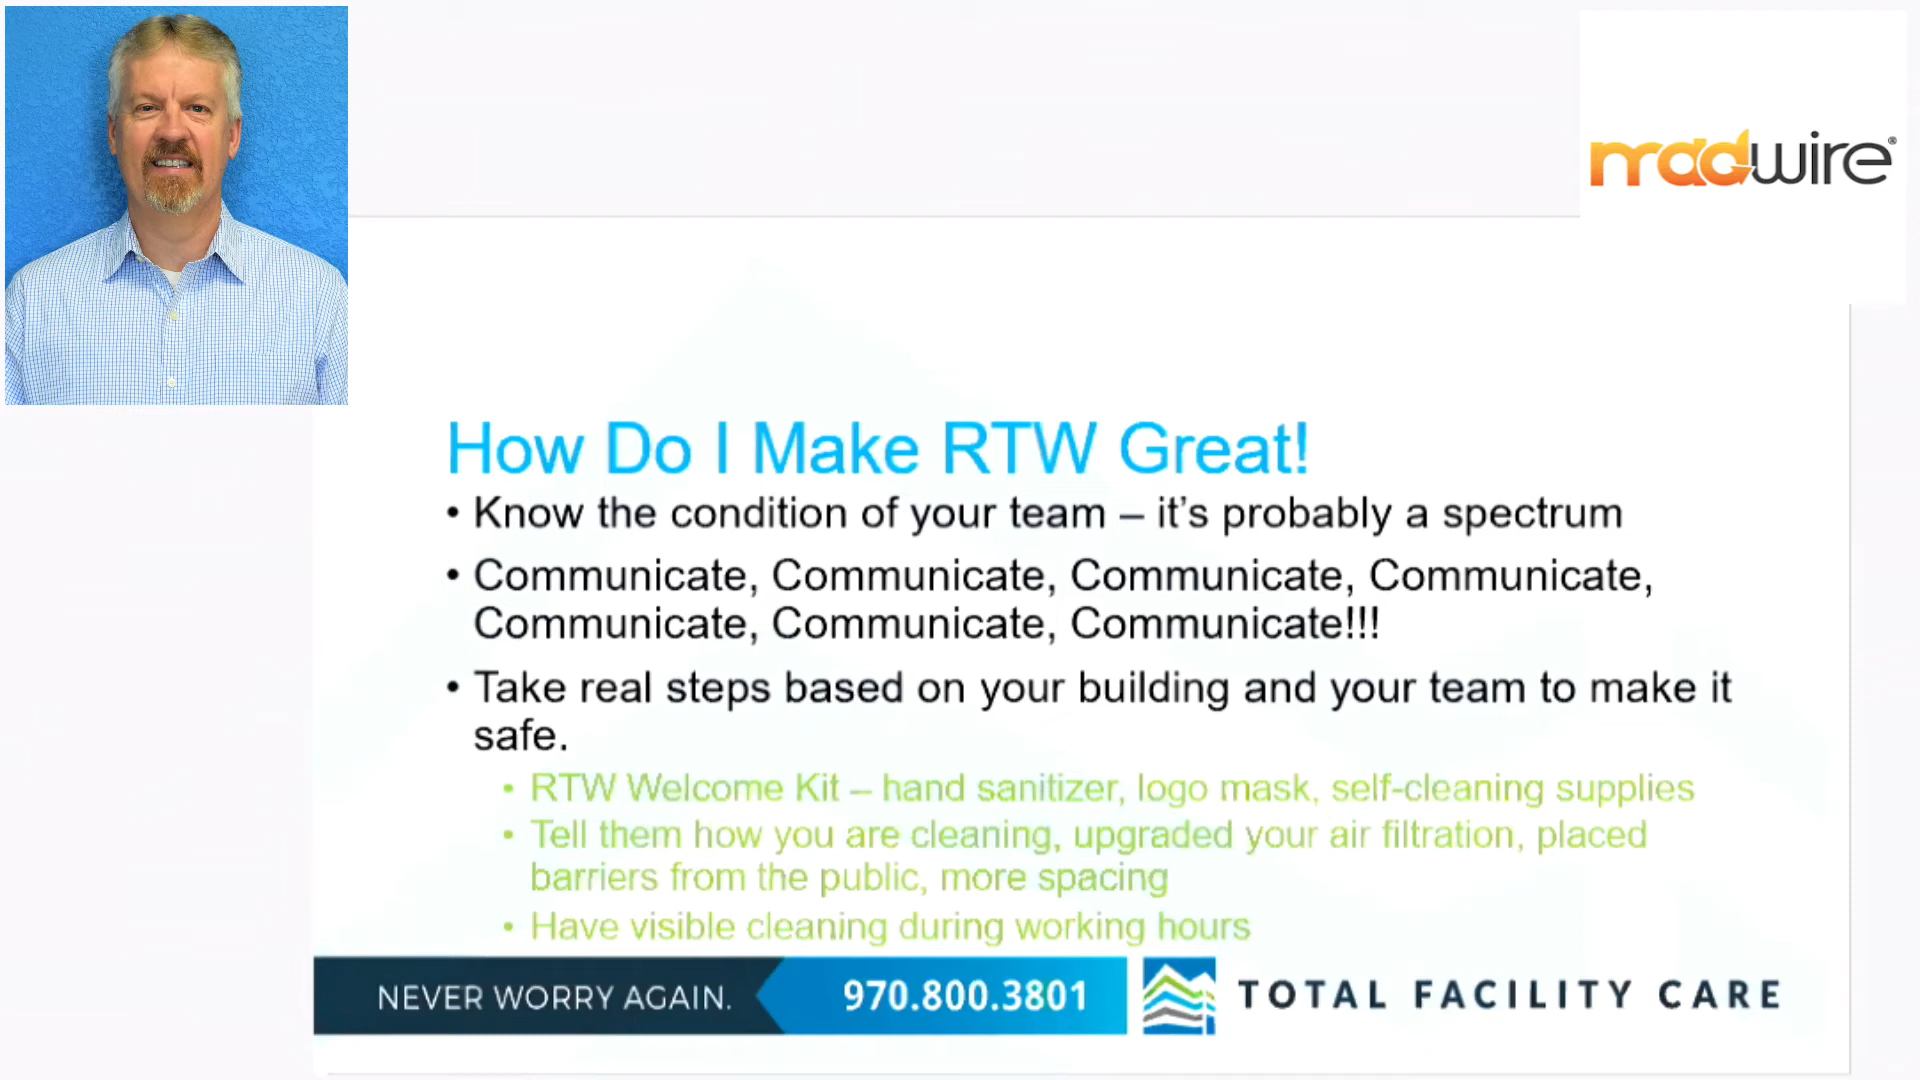 madwire®
How Do I Make RTW Great!
• Know the condition of your team – it’s probably a spectrum
• Communicate, Communicate, Communicate, Communicate,
Communicate, Communicate, Communicate!!!
• Take real steps based on your building and your team to make it
safe.
• RTW Welcome Kit – hand sanitizer, logo mask, self-cleaning supplies
• Tell them how you are cleaning, upgraded your air filtration, placed
barriers from the public, more spacing
• Have visible cleaning during working hours
NEVER WORRY AGAIN. 970.800.3801 TOTAL FACILITY CARE